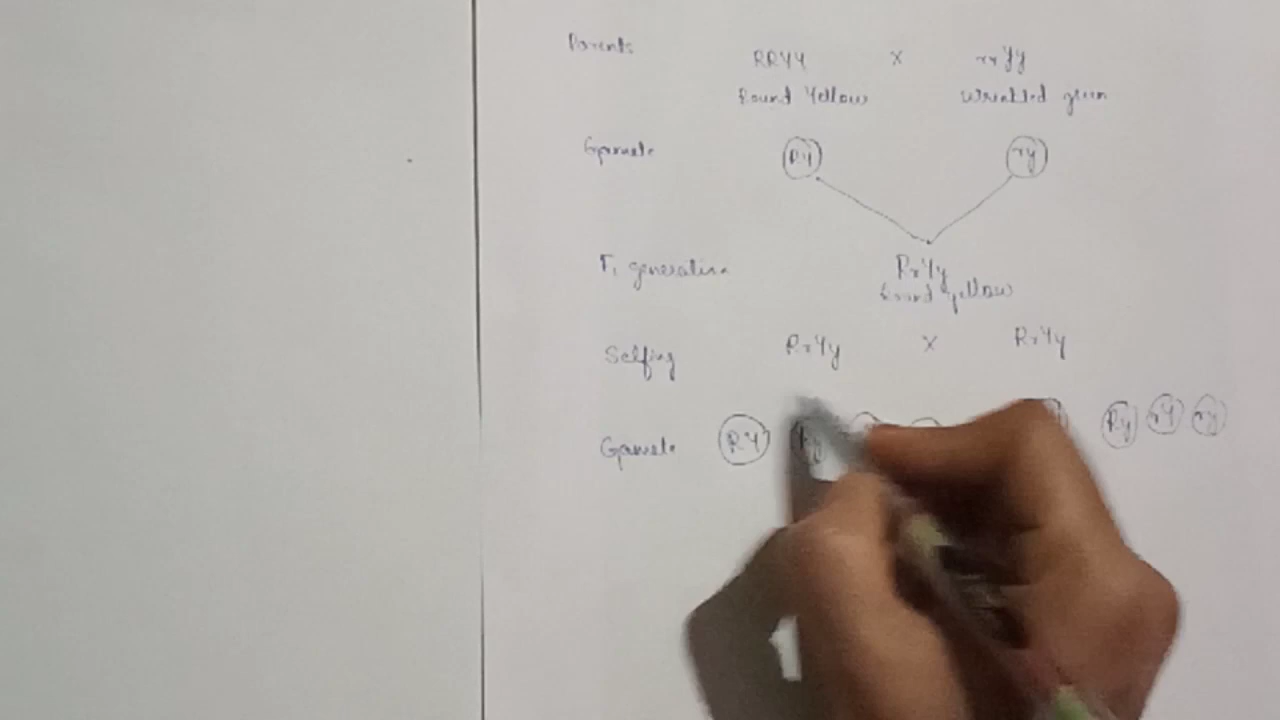 Parents RRYY x rrYy
Round Yellow Wrinkled green
Gamete RY ry
F1 generation RrYy
Round yellow
Selfing RrYy x RrYy
Gamete RY Ry Ry rY ry